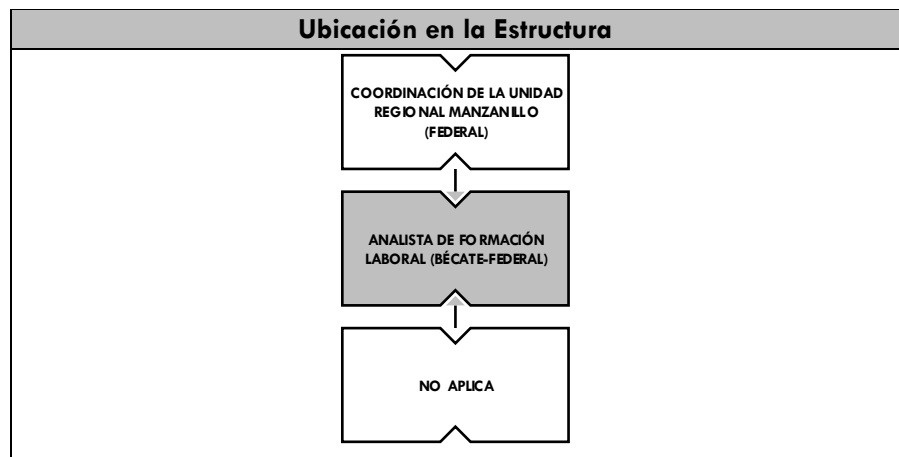 Ubicación en la Estructura
COORDINACIÓN DE LA UNIDAD
REGIONAL MANZANILLO
(FEDERAL)
ANALISTA DE FORMACIÓN
LABORAL (BÉCATE-FEDERAL)
NO APLICA